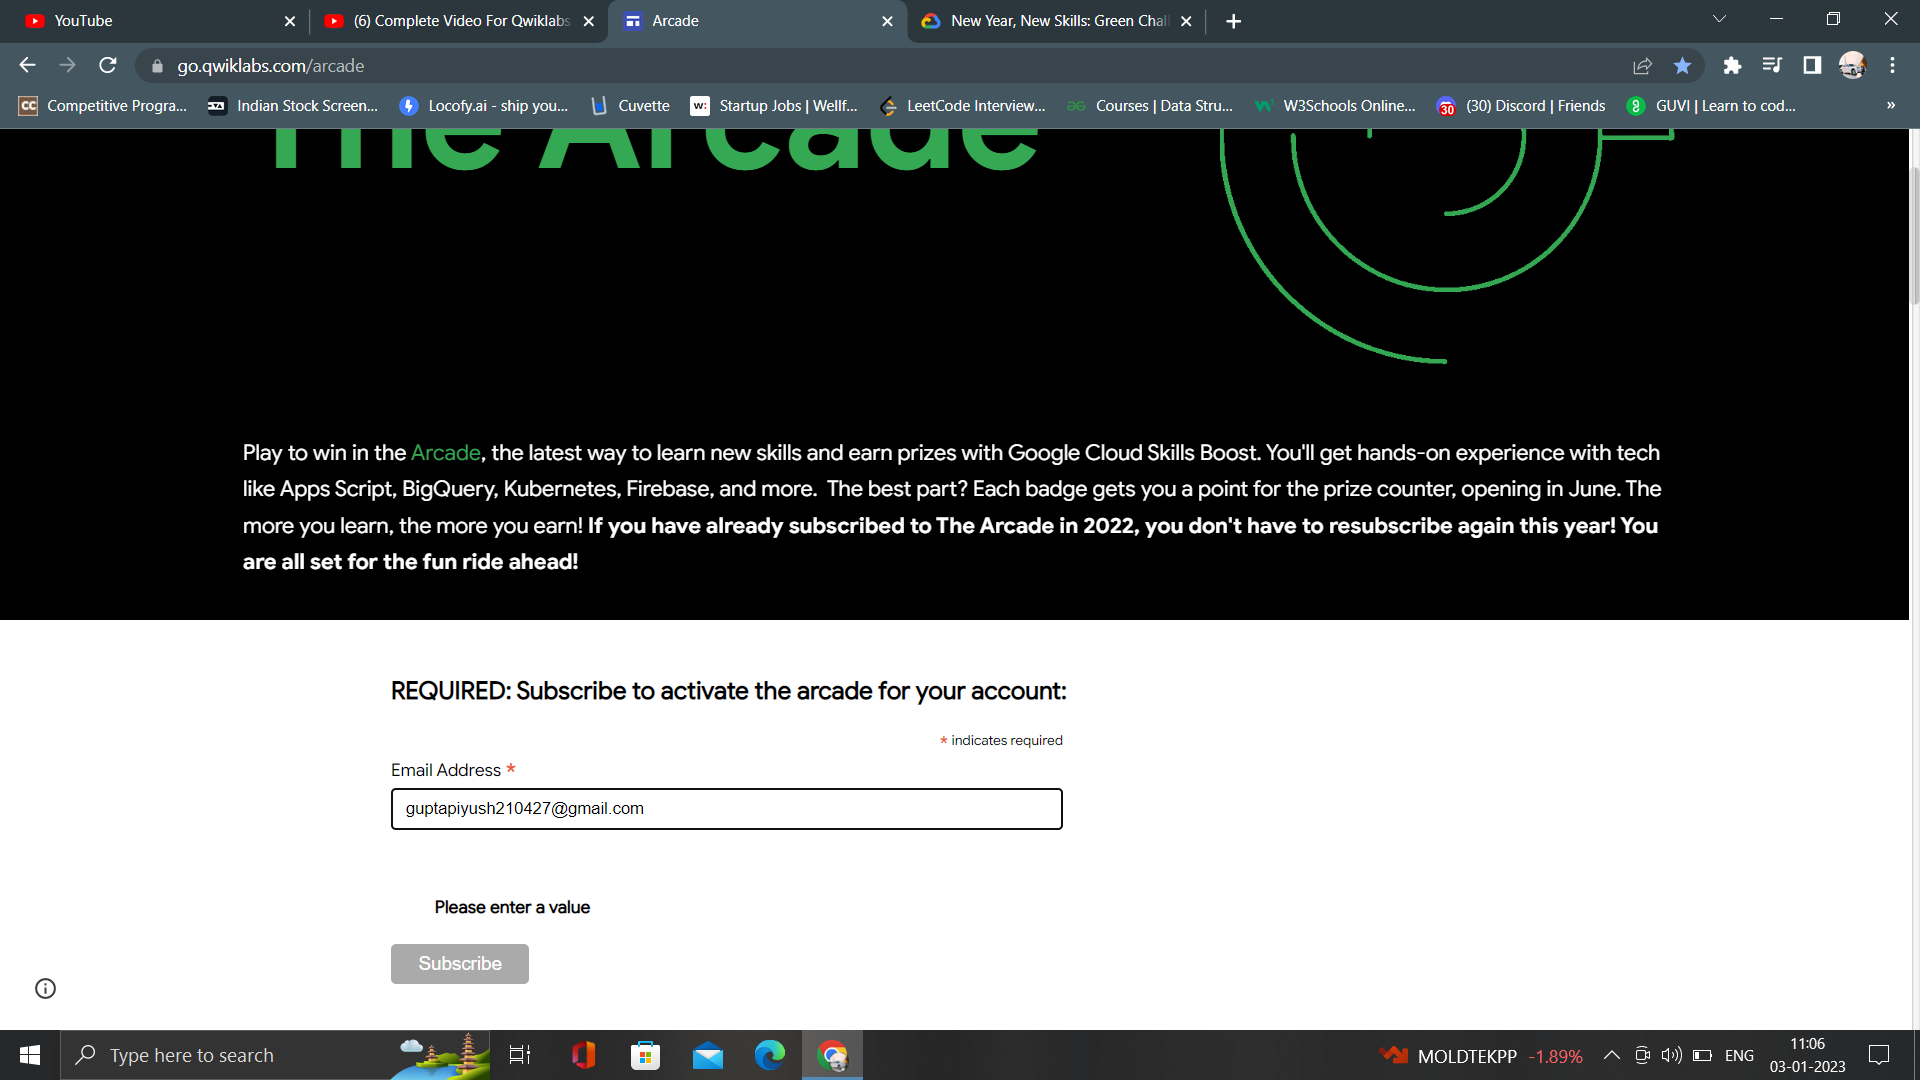 YouTube
(6) Complete Video For Qwiklabs
Arcade
New Year, New Skills: Green Chal
go.qwiklabs.com/arcade
CC Competitive Progra...
Indian Stock Screen...
Locofy.ai - ship you...
Cuvette
w: Startup Jobs | Wellf...
LeetCode Interview...
Courses | Data Stru...
W3Schools Online...
30 (30) Discord | Friends
GUVI | Learn to cod...
»
The Arcade
Play to win in the Arcade, the latest way to learn new skills and earn prizes with Google Cloud Skills Boost. You'll get hands-on experience with tech
like Apps Script, BigQuery, Kubernetes, Firebase, and more. The best part? Each badge gets you a point for the prize counter, opening in June. The
more you learn, the more you earn! If you have already subscribed to The Arcade in 2022, you don't have to resubscribe again this year! You
are all set for the fun ride ahead!
REQUIRED: Subscribe to activate the arcade for your account:
* indicates required
Email Address *
guptapiyush210427@gmail.com
Please enter a value
Subscribe
Type here to search
MOLDTEKPP -1.89%
ENG
11:06
03-01-2023